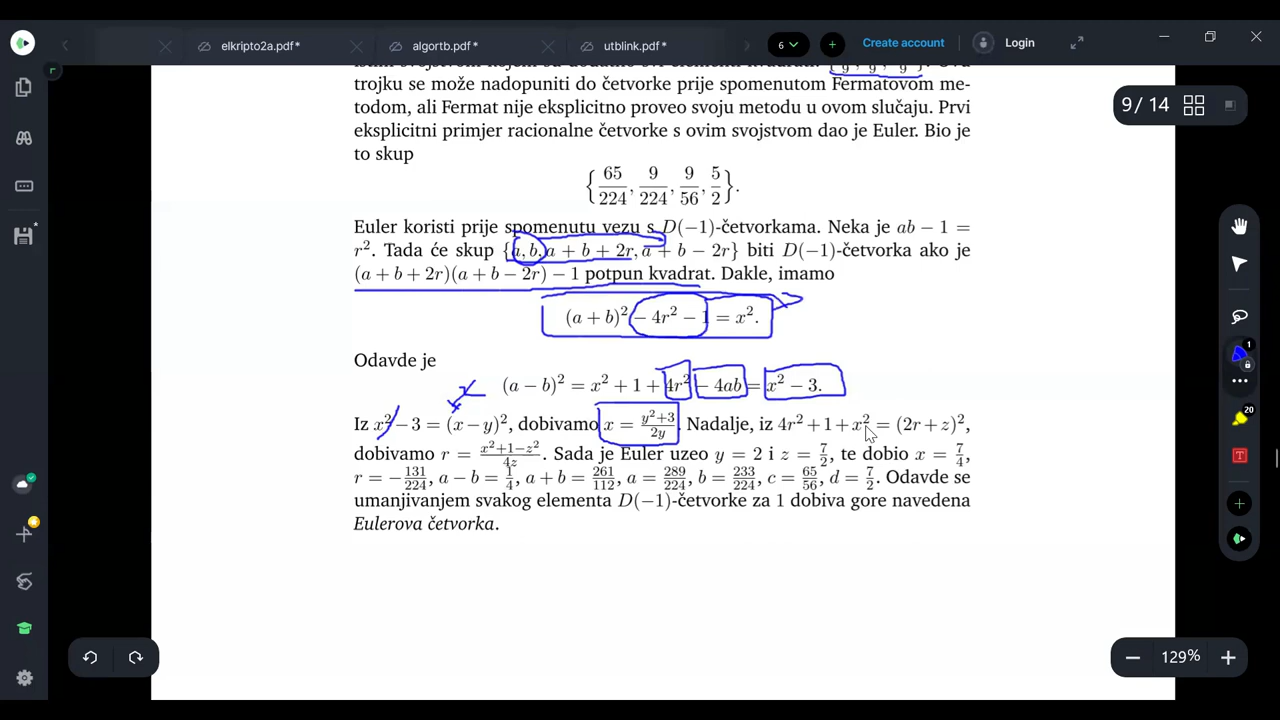 elkripto2a.pdf*
algortb.pdf*
utblink.pdf*
6
Create account
Login
9 / 14
trojku se može nadopuniti do četvorke prije spomenutom Fermatovom me-
todom, ali Fermat nije eksplicitno proveo svoju metodu u ovom slučaju. Prvi
eksplicitni primjer racionalne četvorke s ovim svojstvom dao je Euler. Bio je
to skup
{65/224, 9/224, 9/56, 5/2}.
Euler koristi prije spomenutu vezu s D(−1)-četvorkama. Neka je ab − 1 =
r². Tada će skup {a, b, a + b + 2r, a + b − 2r} biti D(−1)-četvorka ako je
(a + b + 2r)(a + b − 2r) − 1 potpun kvadrat. Dakle, imamo
(a + b)² − 4r² − 1 = x².
Odavde je
(a − b)² = x² + 1 + 4r² − 4ab = x² − 3.
Iz x² − 3 = (x − y)², dobivamo x = y²+3/2y. Nadalje, iz 4r² + 1 + x² = (2r + z)²,
dobivamo r = x²+1−z²/4z. Sada je Euler uzeo y = 2 i z = 7/2, te dobio x = 7/4,
r = −131/224, a − b = 1/4, a + b = 261/112, a = 289/224, b = 233/224, c = 65/56, d = 7/2. Odavde se
umanjivanjem svakog elementa D(−1)-četvorke za 1 dobiva gore navedena
Eulerova četvorka.
1
20
T
129%